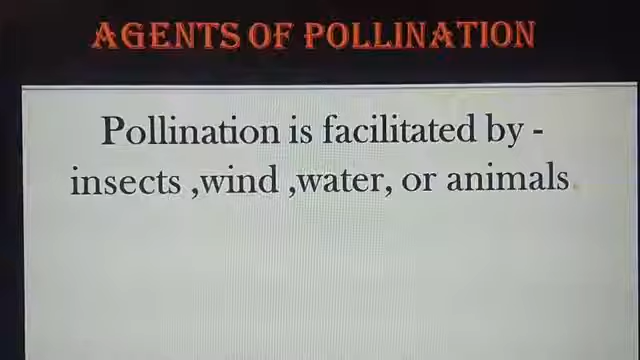 AGENTS OF POLLINATION
Pollination is facilitated by -
insects ,wind ,water, or animals.